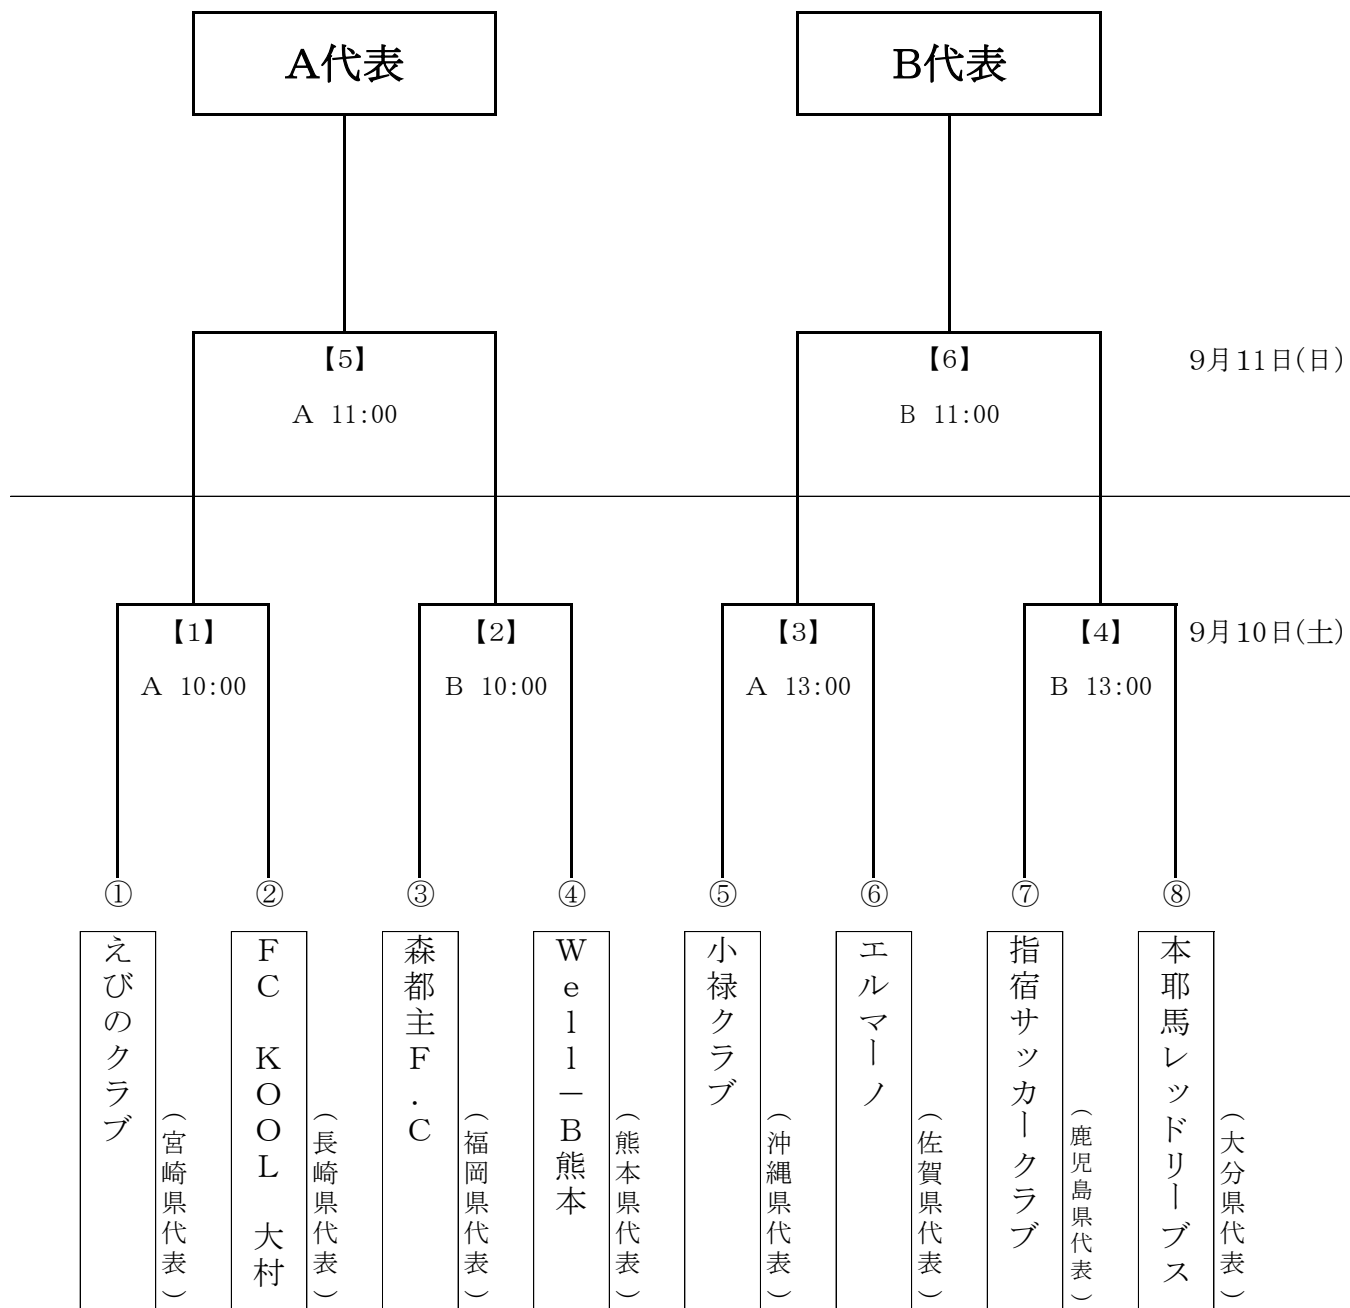 A代表
B代表
【5】
【6】
9月11日(日)
A 11:00
B 11:00
【1】
【2】
【3】
【4】
9月10日(土)
A 10:00
B 10:00
A 13:00
B 13:00
①
②
③
④
⑤
⑥
⑦
⑧
えびのクラブ
(宮崎県代表)
FC KOOL 大村
(長崎県代表)
森都主F.C
(福岡県代表)
Well－B熊本
(熊本県代表)
小禄クラブ
(沖縄県代表)
エルマーノ
(佐賀県代表)
指宿サッカークラブ
(鹿児島県代表)
本耶馬レッドリーブス
(大分県代表)